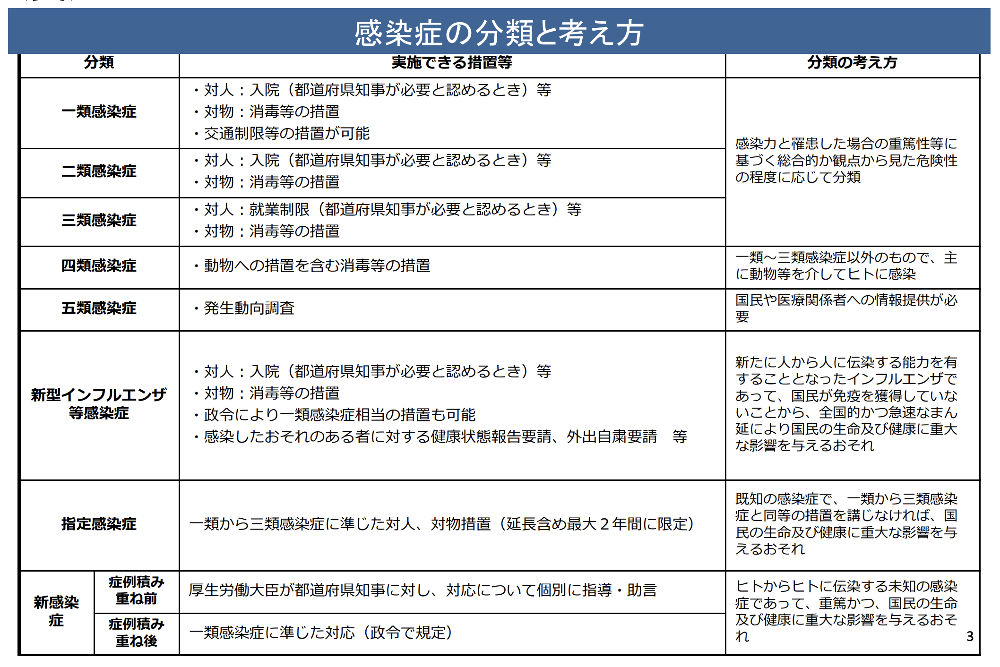 感染症の分類と考え方
分類
実施できる措置等
分類の考え方
一類感染症
・対人：入院（都道府県知事が必要と認めるとき）等
・対物：消毒等の措置
・交通制限等の措置が可能
感染力と罹患した場合の重篤性等に
基づく総合的か観点から見た危険性
の程度に応じて分類
二類感染症
・対人：入院（都道府県知事が必要と認めるとき）等
・対物：消毒等の措置
三類感染症
・対人：就業制限（都道府県知事が必要と認めるとき）等
・対物：消毒等の措置
四類感染症
・動物への措置を含む消毒等の措置
一類～三類感染症以外のもので、主
に動物等を介してヒトに感染
五類感染症
・発生動向調査
国民や医療関係者への情報提供が必
要
新型インフルエンザ
等感染症
・対人：入院（都道府県知事が必要と認めるとき）等
・対物：消毒等の措置
・政令により一類感染症相当の措置も可能
・感染したおそれのある者に対する健康状態報告要請、外出自粛要請　等
新たに人から人に伝染する能力を有
することとなったインフルエンザで
あって、国民が免疫を獲得していな
いことから、全国的かつ急速なまん
延により国民の生命及び健康に重大
な影響を与えるおそれ
指定感染症
一類から三類感染症に準じた対人、対物措置（延長含め最大２年間に限定）
既知の感染症で、一類から三類感染
症と同等の措置を講じなければ、国
民の生命及び健康に重大な影響を与
えるおそれ
新感染
症
症例積み
重ね前
厚生労働大臣が都道府県知事に対し、対応について個別に指導・助言
症例積み
重ね後
一類感染症に準じた対応（政令で規定）
ヒトからヒトに伝染する未知の感染
症であって、重篤かつ、国民の生命
及び健康に重大な影響を与えるおそ
れ
3